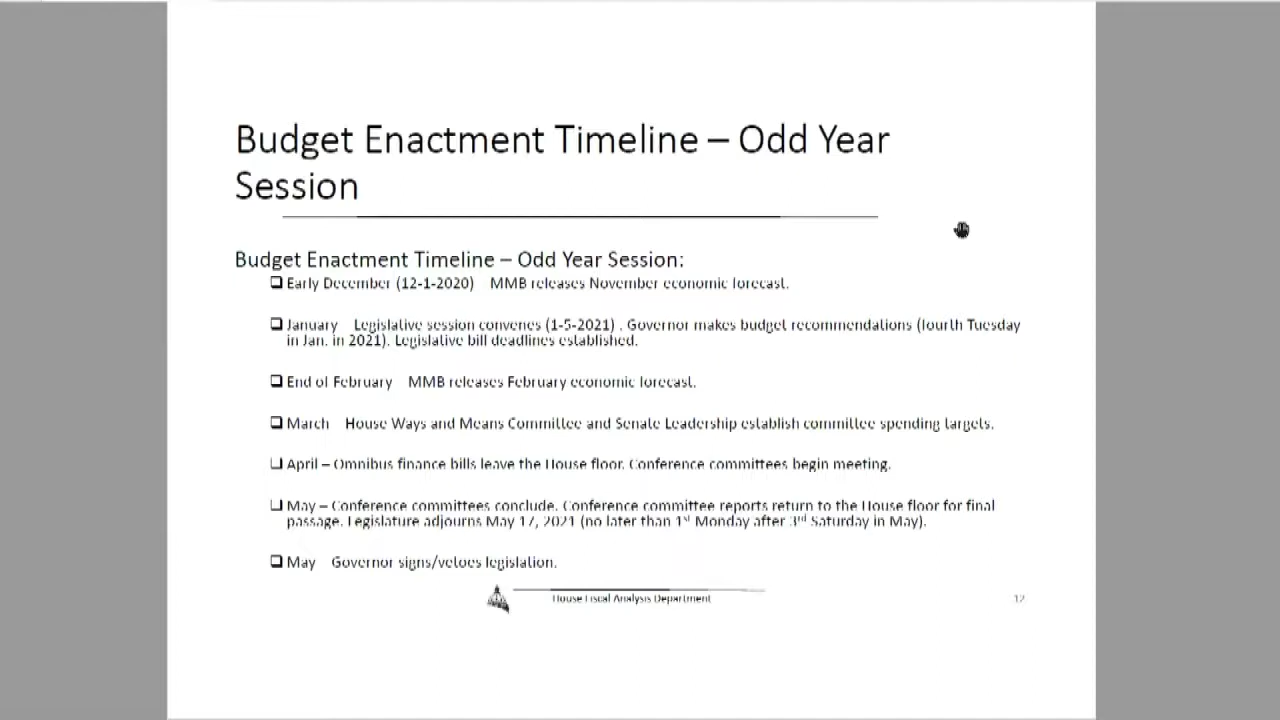 Budget Enactment Timeline – Odd Year
Session
Budget Enactment Timeline – Odd Year Session:
❑ Early December (12-1-2020) MMB releases November economic forecast.
❑ January Legislative session convenes (1-5-2021) . Governor makes budget recommendations (fourth Tuesday
in Jan. in 2021). Legislative bill deadlines established.
❑ End of February MMB releases February economic forecast.
❑ March House Ways and Means Committee and Senate Leadership establish committee spending targets.
❑ April – Omnibus finance bills leave the House floor. Conference committees begin meeting.
❑ May – Conference committees conclude. Conference committee reports return to the House floor for final
passage. Legislature adjourns May 17, 2021 (no later than 1st Monday after 3rd Saturday in May).
❑ May Governor signs/vetoes legislation.
House Fiscal Analysis Department
12